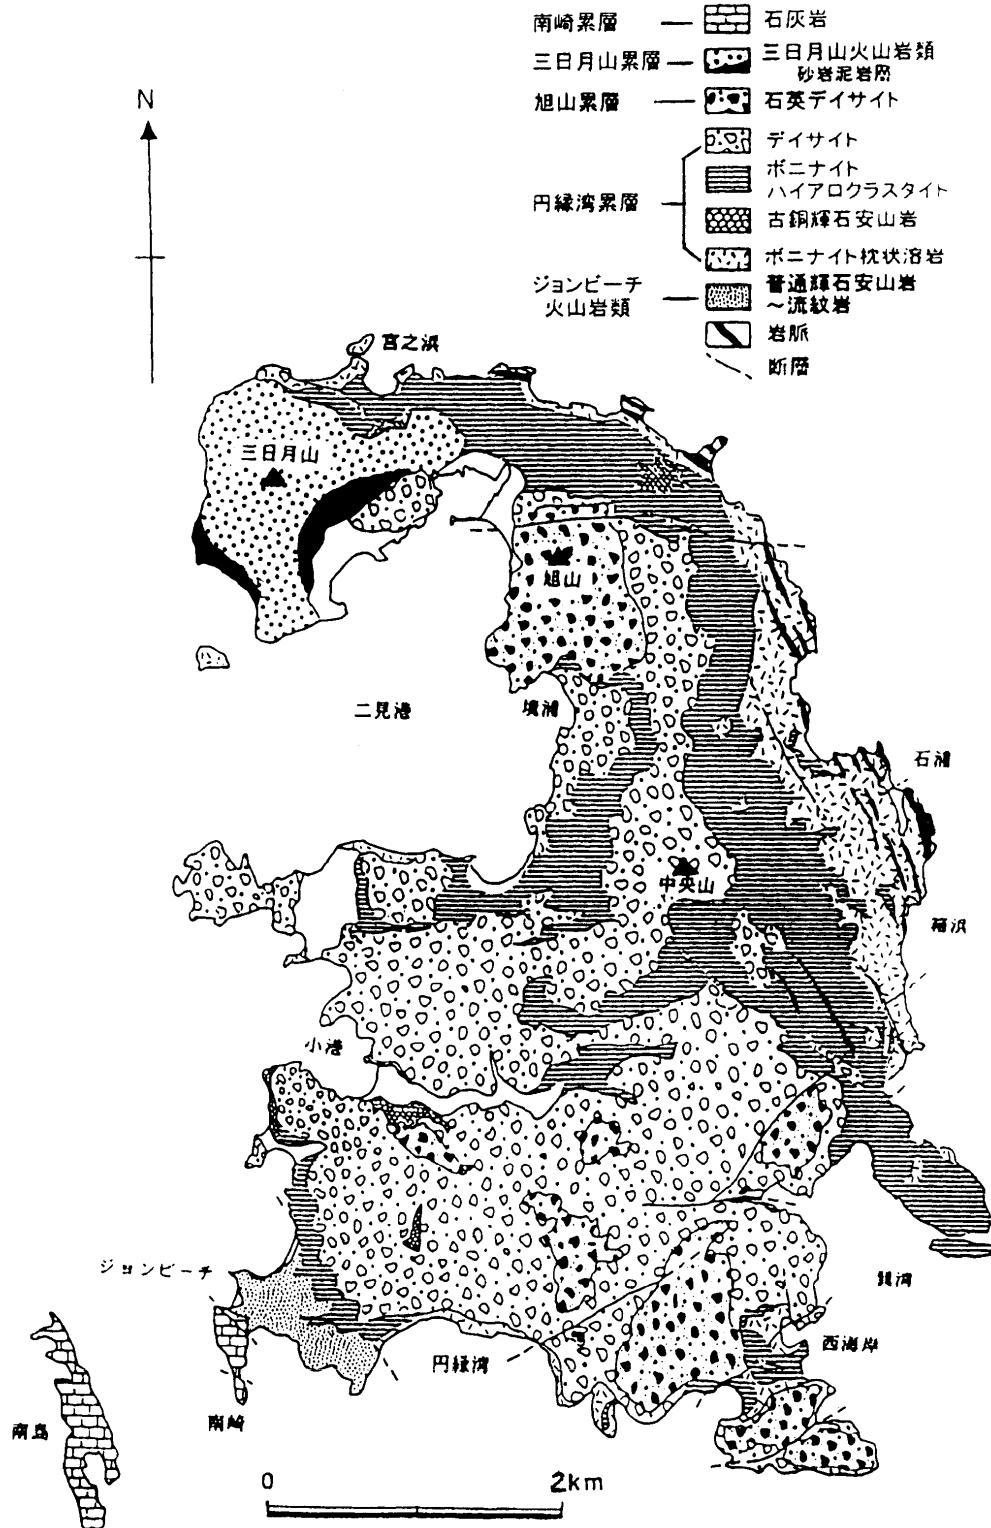 南崎累層
石灰岩
三日月山累層
三日月山火山岩類
砂岩泥岩層
旭山累層
石英デイサイト
デイサイト
ボニナイト
ハイアロクラスタイト
円縁湾累層
古銅輝石安山岩
ボニナイト枕状溶岩
ジョンビーチ
火山岩類
普通輝石安山岩
〜流紋岩
岩脈
断層
N
宮之浜
三日月山
旭山
二見港
境浦
石浦
中央山
小港
ジョンビーチ
西海岸
円縁湾
南崎
南島
0
2km